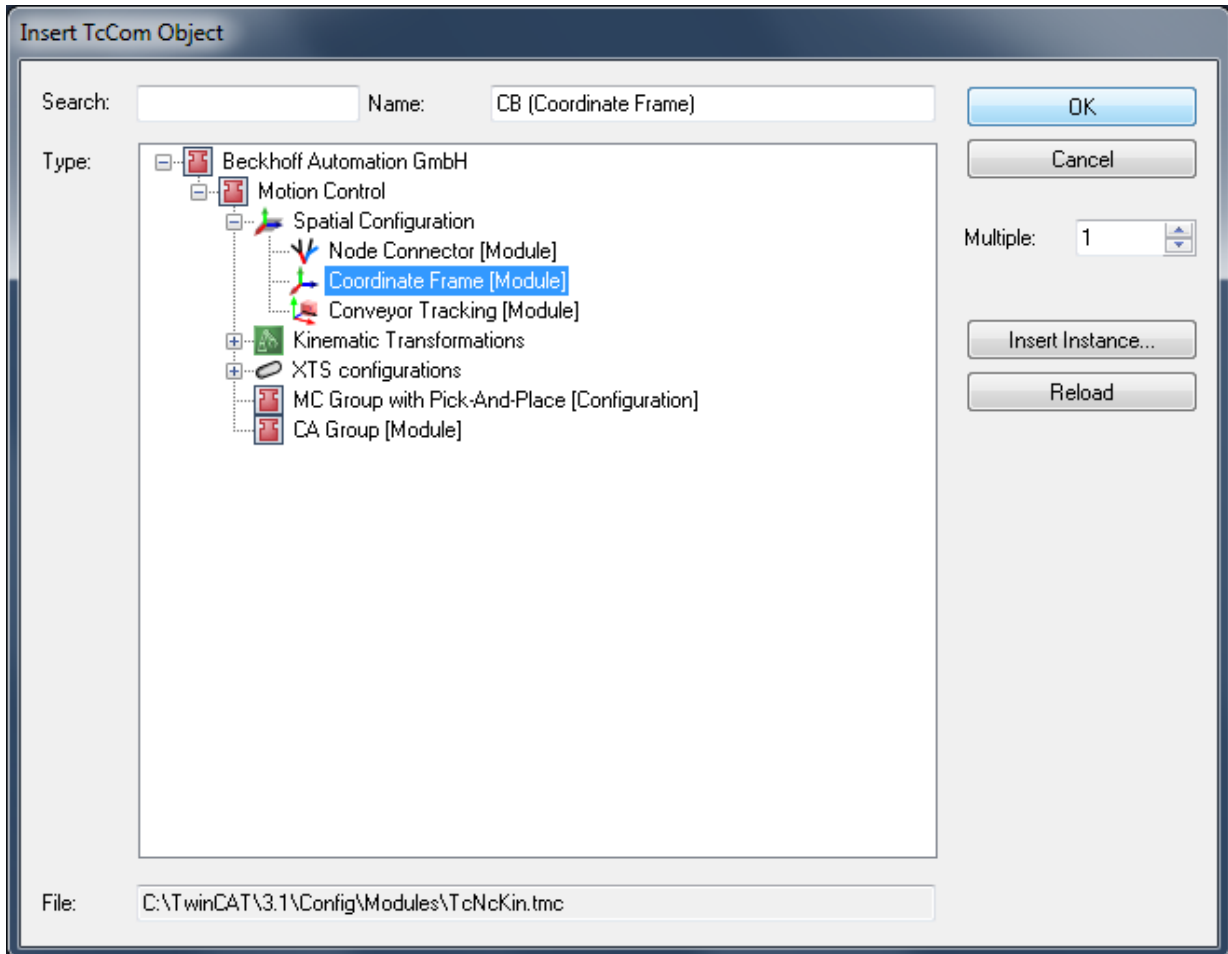 Insert TcCom Object
Search:
Name: CB (Coordinate Frame)
OK
Type:
Beckhoff Automation GmbH
Cancel
Motion Control
Spatial Configuration
Multiple: 1
Node Connector [Module]
Coordinate Frame [Module]
Conveyor Tracking [Module]
Kinematic Transformations
Insert Instance...
XTS configurations
Reload
MC Group with Pick-And-Place [Configuration]
CA Group [Module]
File: C:\TwinCAT\3.1\Config\Modules\TcNcKin.tmc